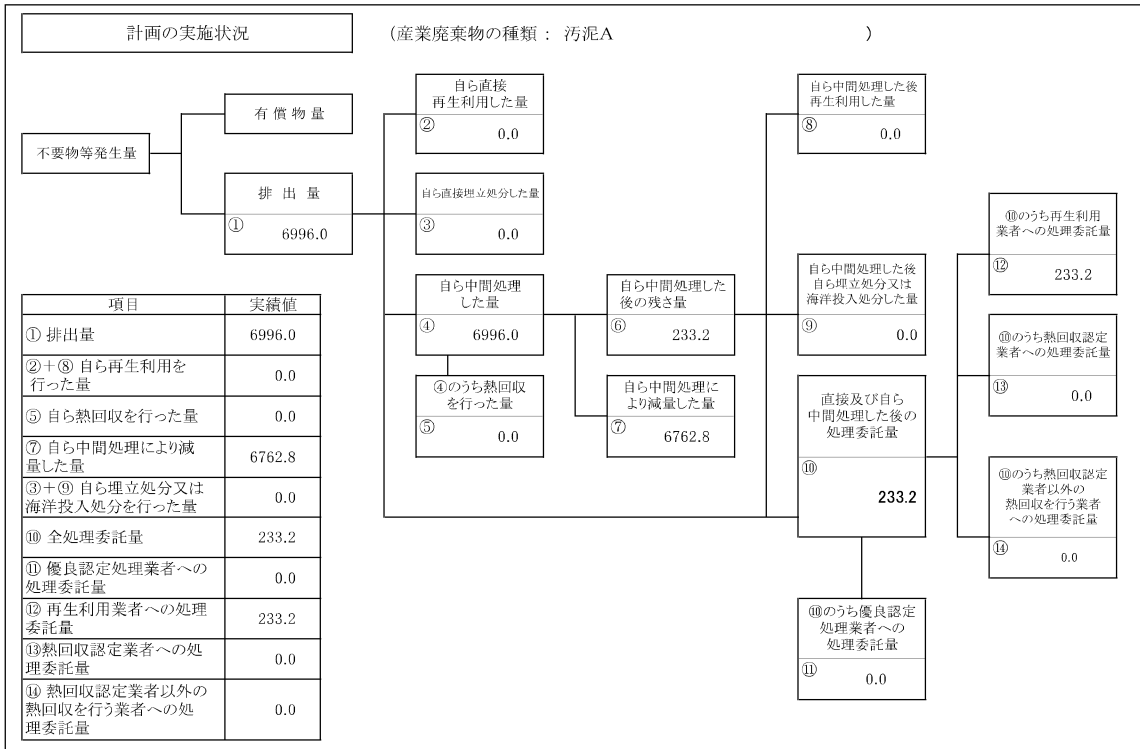 計画の実施状況
(産業廃棄物の種類： 汚泥A )
不要物等発生量
有償物量
排出量
①
6996.0
自ら直接
再生利用した量
②
0.0
自ら直接埋立処分した量
③
0.0
自ら中間処理
した量
④
6996.0
④のうち熱回収
を行った量
⑤
0.0
自ら中間処理した
後の残さ量
⑥
233.2
自ら中間処理に
より減量した量
⑦
6762.8
自ら中間処理した後
再生利用した量
⑧
0.0
自ら中間処理した後
自ら埋立処分又は
海洋投入処分した量
⑨
0.0
直接及び自ら
中間処理した後の
処理委託量
⑩
233.2
⑩のうち優良認定
処理業者への
処理委託量
⑪
0.0
⑩のうち再生利用
業者への処理委託量
⑫
233.2
⑩のうち熱回収認定
業者への処理委託量
⑬
0.0
⑩のうち熱回収認定
業者以外の
熱回収を行う業者
への処理委託量
⑭
0.0
項目 実績値
① 排出量 6996.0
②＋⑧ 自ら再生利用を
行った量 0.0
⑤ 自ら熱回収を行った量 0.0
⑦ 自ら中間処理により減
量した量 6762.8
③＋⑨ 自ら埋立処分又は
海洋投入処分を行った量 0.0
⑩ 全処理委託量 233.2
⑪ 優良認定処理業者への
処理委託量 0.0
⑫ 再生利用業者への処理
委託量 233.2
⑬熱回収認定業者への処
理委託量 0.0
⑭ 熱回収認定業者以外の
熱回収を行う業者への処
理委託量 0.0